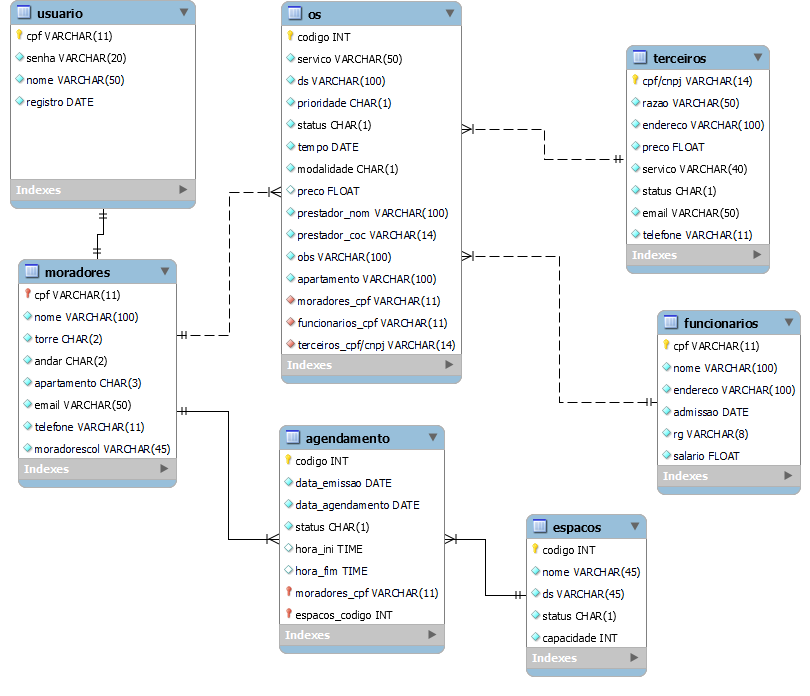 usuario
cpf VARCHAR(11)
senha VARCHAR(20)
nome VARCHAR(50)
registro DATE
Indexes
moradores
cpf VARCHAR(11)
nome VARCHAR(100)
torre CHAR(2)
andar CHAR(2)
apartamento CHAR(3)
email VARCHAR(50)
telefone VARCHAR(11)
moradorescol VARCHAR(45)
Indexes
os
codigo INT
servico VARCHAR(50)
ds VARCHAR(100)
prioridade CHAR(1)
status CHAR(1)
tempo DATE
modalidade CHAR(1)
preco FLOAT
prestador_nom VARCHAR(100)
prestador_coc VARCHAR(14)
obs VARCHAR(100)
apartamento VARCHAR(100)
moradores_cpf VARCHAR(11)
funcionarios_cpf VARCHAR(11)
terceiros_cpf/cnpj VARCHAR(14)
Indexes
agendamento
codigo INT
data_emissao DATE
data_agendamento DATE
status CHAR(1)
hora_ini TIME
hora_fim TIME
moradores_cpf VARCHAR(11)
espacos_codigo INT
Indexes
terceiros
cpf/cnpj VARCHAR(14)
razao VARCHAR(50)
endereco VARCHAR(100)
preco FLOAT
servico VARCHAR(40)
status CHAR(1)
email VARCHAR(50)
telefone VARCHAR(11)
Indexes
funcionarios
cpf VARCHAR(11)
nome VARCHAR(100)
endereco VARCHAR(100)
admissao DATE
rg VARCHAR(8)
salario FLOAT
Indexes
espacos
codigo INT
nome VARCHAR(45)
ds VARCHAR(45)
status CHAR(1)
capacidade INT
Indexes